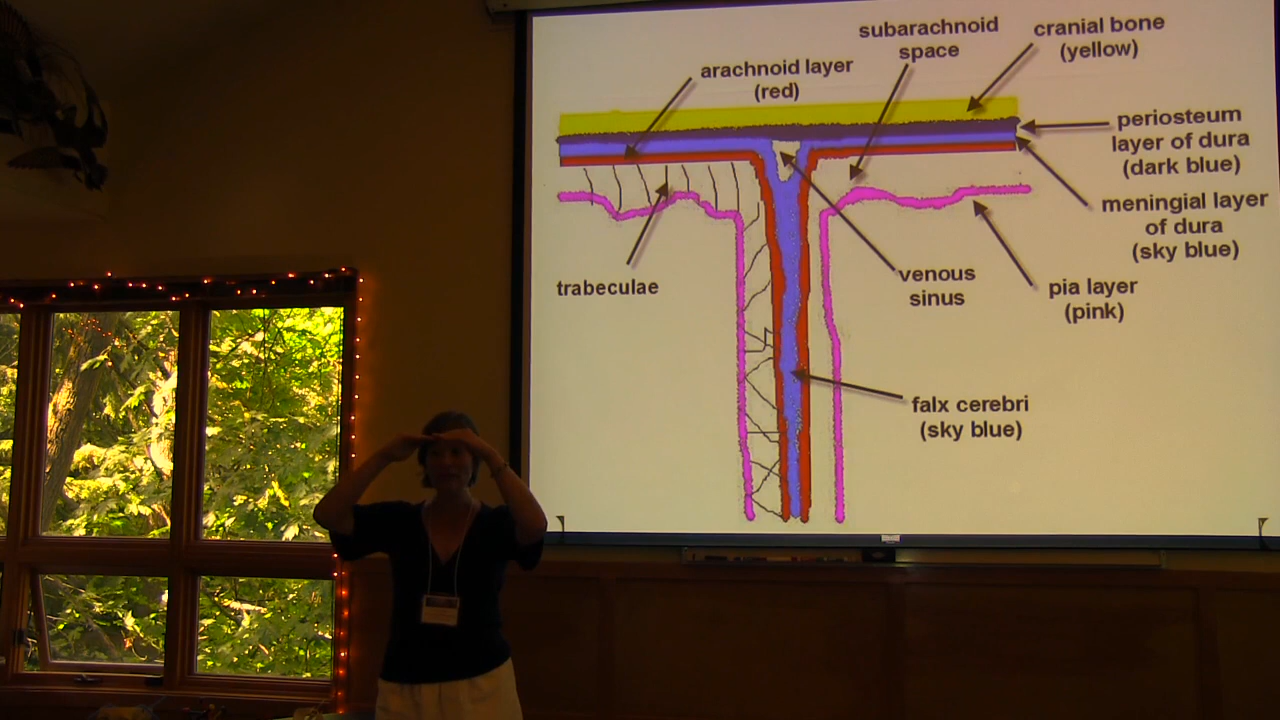 subarachnoid
space
cranial bone
(yellow)
arachnoid layer
(red)
periosteum
layer of dura
(dark blue)
meningial layer
of dura
(sky blue)
trabeculae
venous
sinus
pia layer
(pink)
falx cerebri
(sky blue)